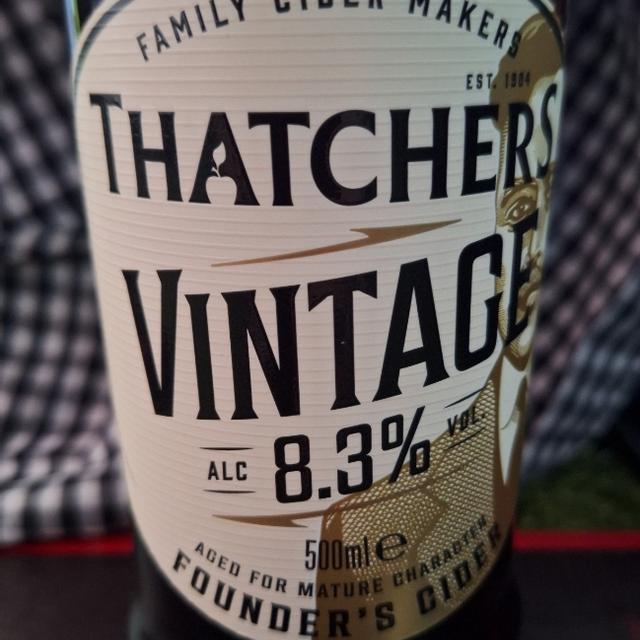 FAMILY CIDER MAKERS
EST. 1904
THATCHERS
VINTAGE
ALC 8.3% VOL.
500ml e
AGED FOR MATURE CHARACTER
FOUNDER'S CIDER